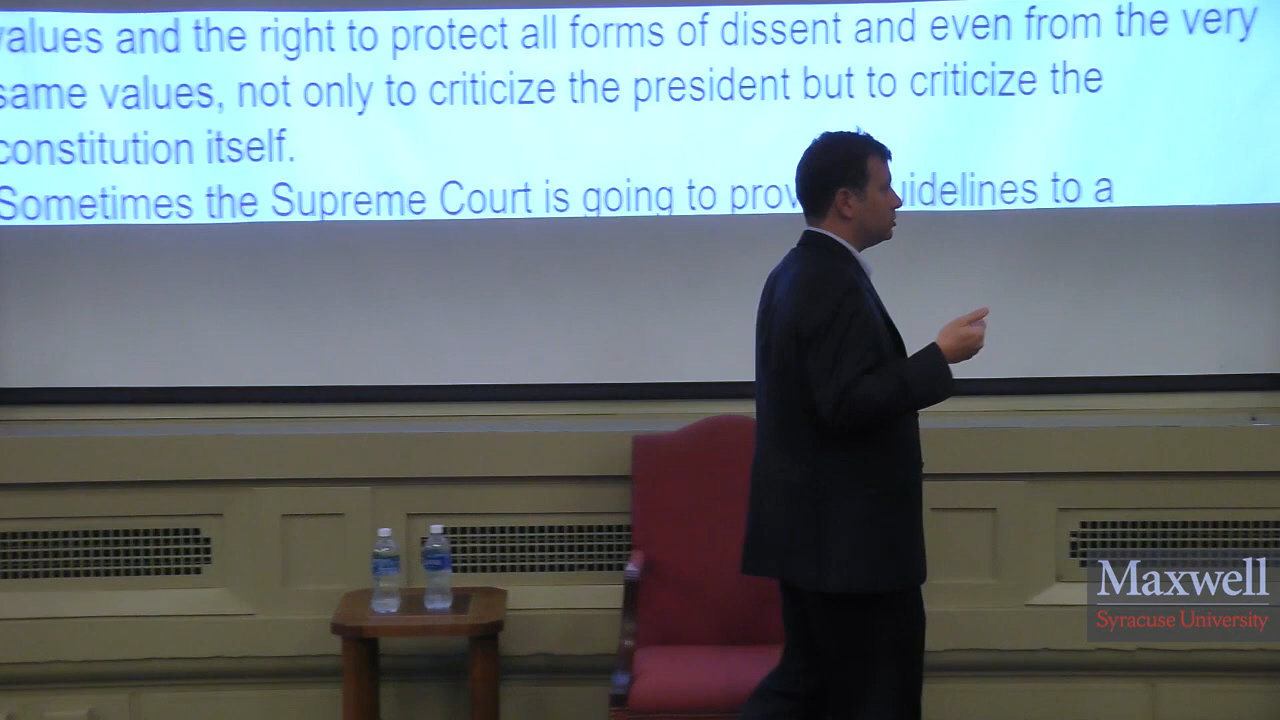 values and the right to protect all forms of dissent and even from the very
same values, not only to criticize the president but to criticize the
constitution itself.
Sometimes the Supreme Court is going to prov uidelines to a
Maxwell
Syracuse University